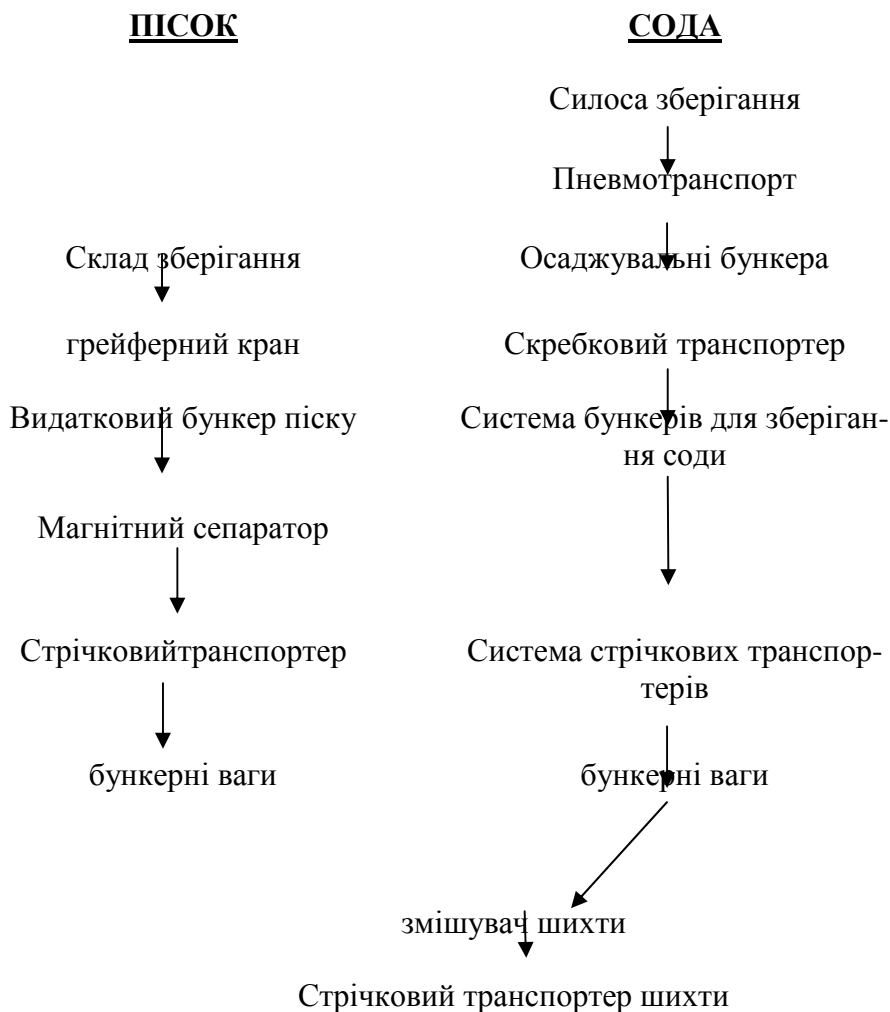 ПІСОК
СОДА
Силоса зберігання
Пневмотранспорт
Склад зберігання
Осаджувальні бункера
грейферний кран
Скребковий транспортер
Видатковий бункер піску
Система бункерів для зберіган-
ня соди
Магнітний сепаратор
Стрічковийтранспортер
Система стрічкових транспор-
терів
бункерні ваги
бункерні ваги
змішувач шихти
Стрічковий транспортер шихти